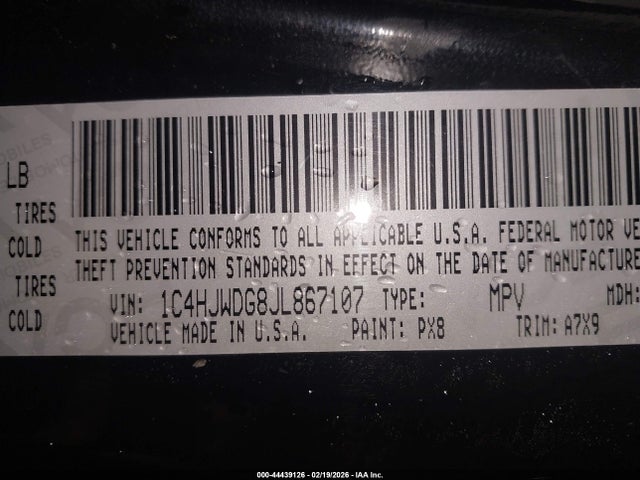 LB
TIRES
COLD
TIRES
COLD
THIS VEHICLE CONFORMS TO ALL APPLICABLE U.S.A. FEDERAL MOTOR VE
THEFT PREVENTION STANDARDS IN EFFECT ON THE DATE OF MANUFACTURE
VIN: 1C4HJWDG8JL867107 TYPE: MPV MDH:
VEHICLE MADE IN U.S.A. PAINT: PX8 TRIM: A7X9
000-44439126 - 02/19/2026 - IAA Inc.